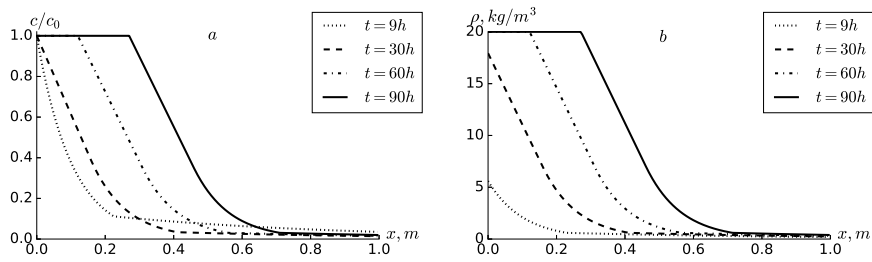 c/c₀
a
t = 9h
t = 30h
t = 60h
t = 90h
1.0
0.8
0.6
0.4
0.2
0.0
0.0 0.2 0.4 0.6 0.8 1.0
x, m
ρ, kg/m³
b
t = 9h
t = 30h
t = 60h
t = 90h
20
15
10
5
0
0.0 0.2 0.4 0.6 0.8 1.0
x, m